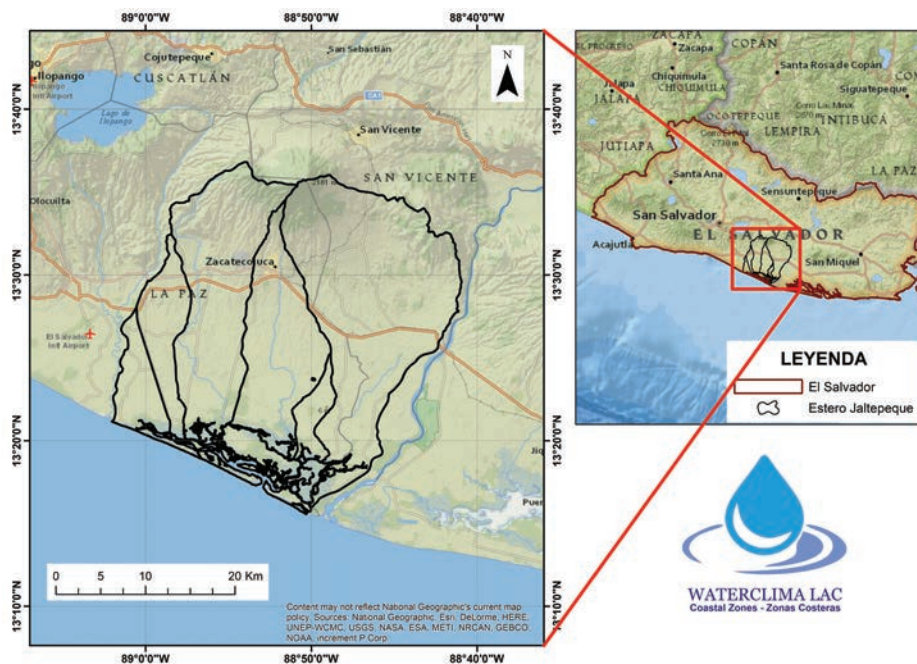 89°0'0"W 88°50'0"W 88°40'0"W
13°40'0"N
13°30'0"N
13°20'0"N
13°10'0"N
San Sebastián
Cojutepeque
Ilopango
CUSCATLÁN
Lago de Ilopango
CA1
San Vicente
SAN VICENTE
Olocuilta
Zacatecoluca
LA PAZ
El Salvador
Int'l Airport
N
0 5 10 20 Km
Content may not reflect National Geographic's current map
policy. Sources: National Geographic, Esri, DeLorme, HERE,
UNEP-WCMC, USGS, NASA, ESA, METI, NRCAN, GEBCO,
NOAA, increment P Corp.
89°0'0"W 88°50'0"W 88°40'0"W
13°40'0"N
13°30'0"N
13°20'0"N
13°10'0"N
EL PROGRESO
ZACAPA
Zacapa
COPÁN
Jalapa
JALAPA
Chiquimula
CHIQUIMULA
Santa Rosa de Copán
Siguatepeque
OCOTEPEQUE
INTIBUCÁ
LEMPIRA
JUTIAPA
LA PAZ
Santa Ana
Sensuntepeque
San Salvador
EL SALVADOR
Acajutla
San Miguel
LEYENDA
El Salvador
Estero Jaltepeque
WATERCLIMA LAC
Coastal Zones - Zonas Costeras